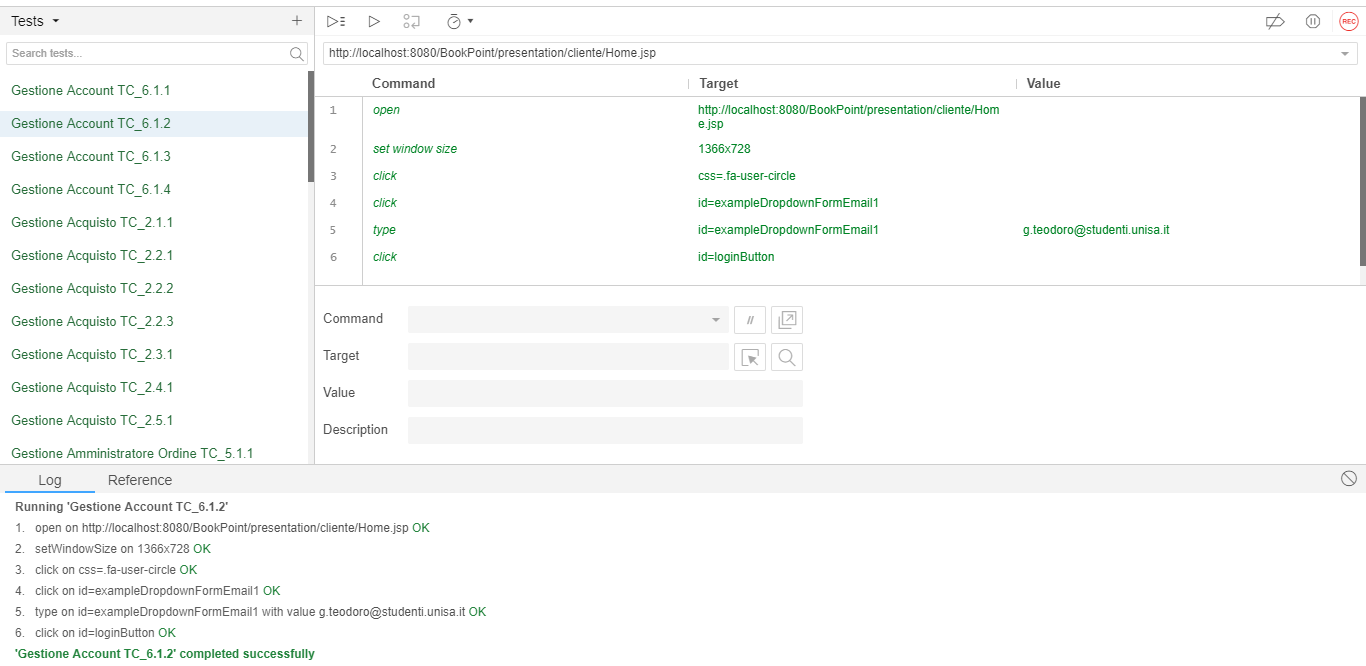 Tests
Search tests...
Gestione Account TC_6.1.1
Gestione Account TC_6.1.2
Gestione Account TC_6.1.3
Gestione Account TC_6.1.4
Gestione Acquisto TC_2.1.1
Gestione Acquisto TC_2.2.1
Gestione Acquisto TC_2.2.2
Gestione Acquisto TC_2.2.3
Gestione Acquisto TC_2.3.1
Gestione Acquisto TC_2.4.1
Gestione Acquisto TC_2.5.1
Gestione Amministratore Ordine TC_5.1.1
REC
http://localhost:8080/BookPoint/presentation/cliente/Home.jsp
Command Target Value
1 open http://localhost:8080/BookPoint/presentation/cliente/Hom
e.jsp
2 set window size 1366x728
3 click css=.fa-user-circle
4 click id=exampleDropdownFormEmail1
5 type id=exampleDropdownFormEmail1 g.teodoro@studenti.unisa.it
6 click id=loginButton
Command //
Target
Value
Description
Log Reference
Running 'Gestione Account TC_6.1.2'
1. open on http://localhost:8080/BookPoint/presentation/cliente/Home.jsp OK
2. setWindowSize on 1366x728 OK
3. click on css=.fa-user-circle OK
4. click on id=exampleDropdownFormEmail1 OK
5. type on id=exampleDropdownFormEmail1 with value g.teodoro@studenti.unisa.it OK
6. click on id=loginButton OK
'Gestione Account TC_6.1.2' completed successfully